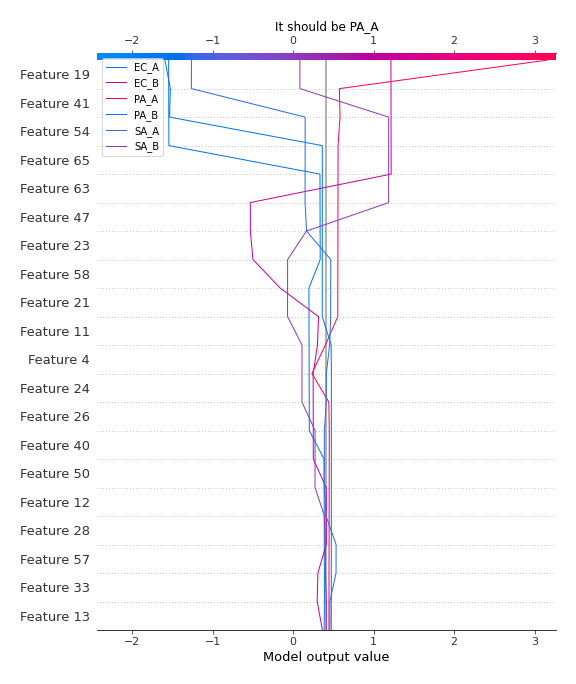 It should be PA_A
−2 −1 0 1 2 3
EC_A
EC_B
PA_A
PA_B
SA_A
SA_B
Feature 19
Feature 41
Feature 54
Feature 65
Feature 63
Feature 47
Feature 23
Feature 58
Feature 21
Feature 11
Feature 4
Feature 24
Feature 26
Feature 40
Feature 50
Feature 12
Feature 28
Feature 57
Feature 33
Feature 13
−2 −1 0 1 2 3
Model output value